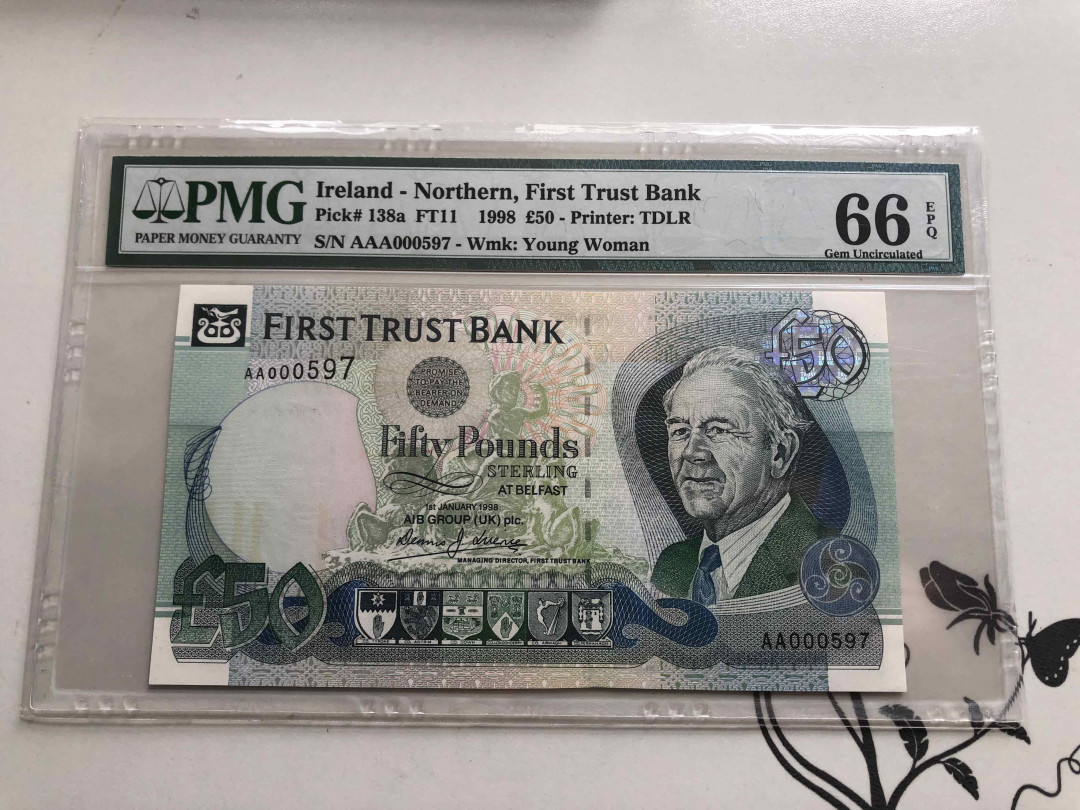 PMG
PAPER MONEY GUARANTY
Ireland - Northern, First Trust Bank
Pick# 138a FT11 1998 £50 - Printer: TDLR
S/N AAA000597 - Wmk: Young Woman
66
EPQ
Gem Uncirculated
FIRST TRUST BANK
AA000597
PROMISE
TO PAY THE
BEARER ON
DEMAND
£50
Fifty Pounds
STERLING
AT BELFAST
1st JANUARY 1998
AIB GROUP (UK) plc.
MANAGING DIRECTOR, FIRST TRUST BANK
£50
AA000597